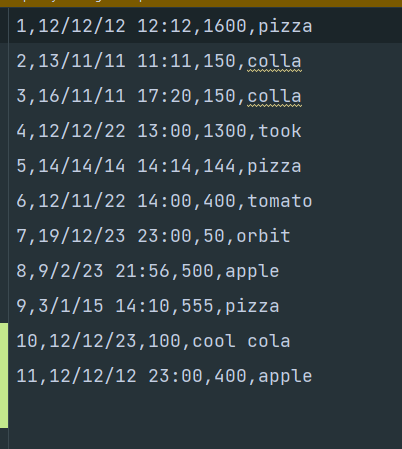 1,12/12/12 12:12,1600,pizza
2,13/11/11 11:11,150,colla
3,16/11/11 17:20,150,colla
4,12/12/22 13:00,1300,took
5,14/14/14 14:14,144,pizza
6,12/11/22 14:00,400,tomato
7,19/12/23 23:00,50,orbit
8,9/2/23 21:56,500,apple
9,3/1/15 14:10,555,pizza
10,12/12/23,100,cool cola
11,12/12/12 23:00,400,apple